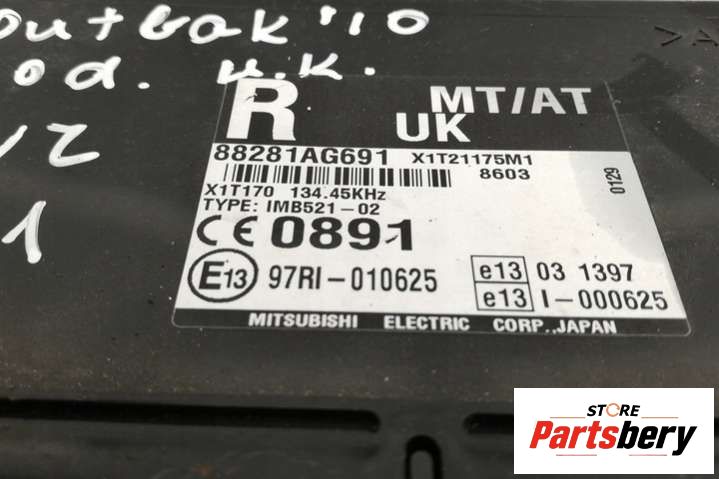 outbak '10
od. u.k.
R MT/AT
UK
88281AG691 X1T21175M1
8603
X1T170 134.45KHz
TYPE: IMB521-02
0129
CE 0891
E13 97RI-010625
e13 03 1397
e13 I-000625
MITSUBISHI ELECTRIC CORP., JAPAN
1
STORE
Partsbery